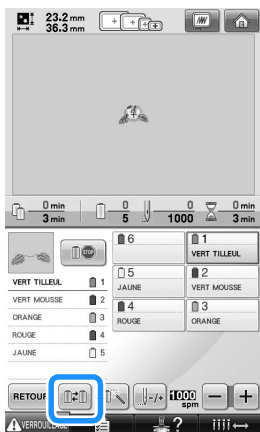 23.2 mm
36.3 mm
0 min
3 min
0
5
0
1000
0 min
3 min
STOP
6
1
VERT TILLEUL
5
JAUNE
2
VERT MOUSSE
4
ROUGE
3
ORANGE
VERT TILLEUL 1
VERT MOUSSE 2
ORANGE 3
ROUGE 4
JAUNE 5
RETOUR
-/+
1000
spm
-
+
VERROUILLAGE
?